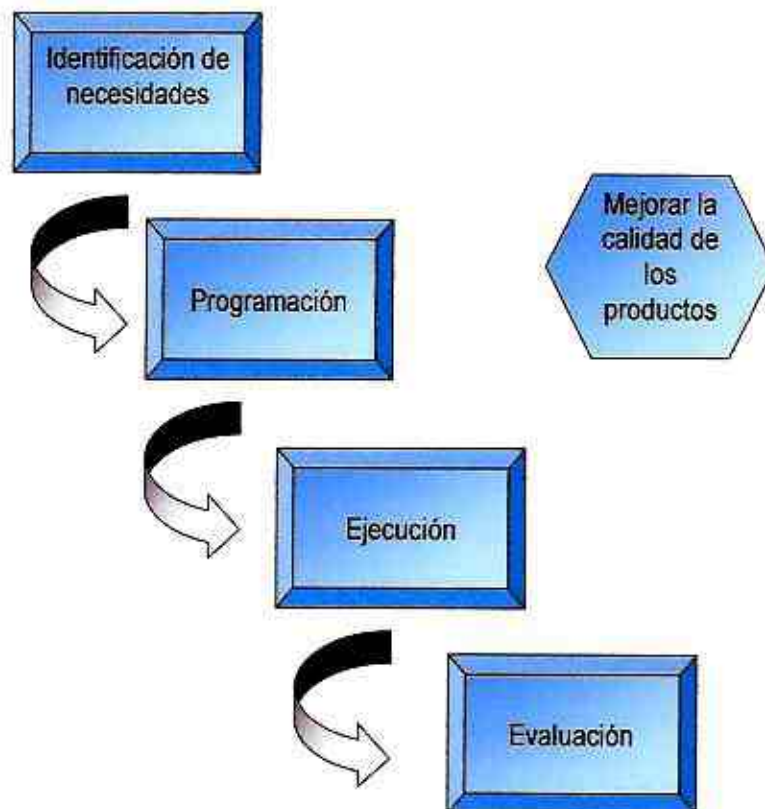 Identificación de
necesidades
Mejorar la
calidad de
los
productos
Programación
Ejecución
Evaluación